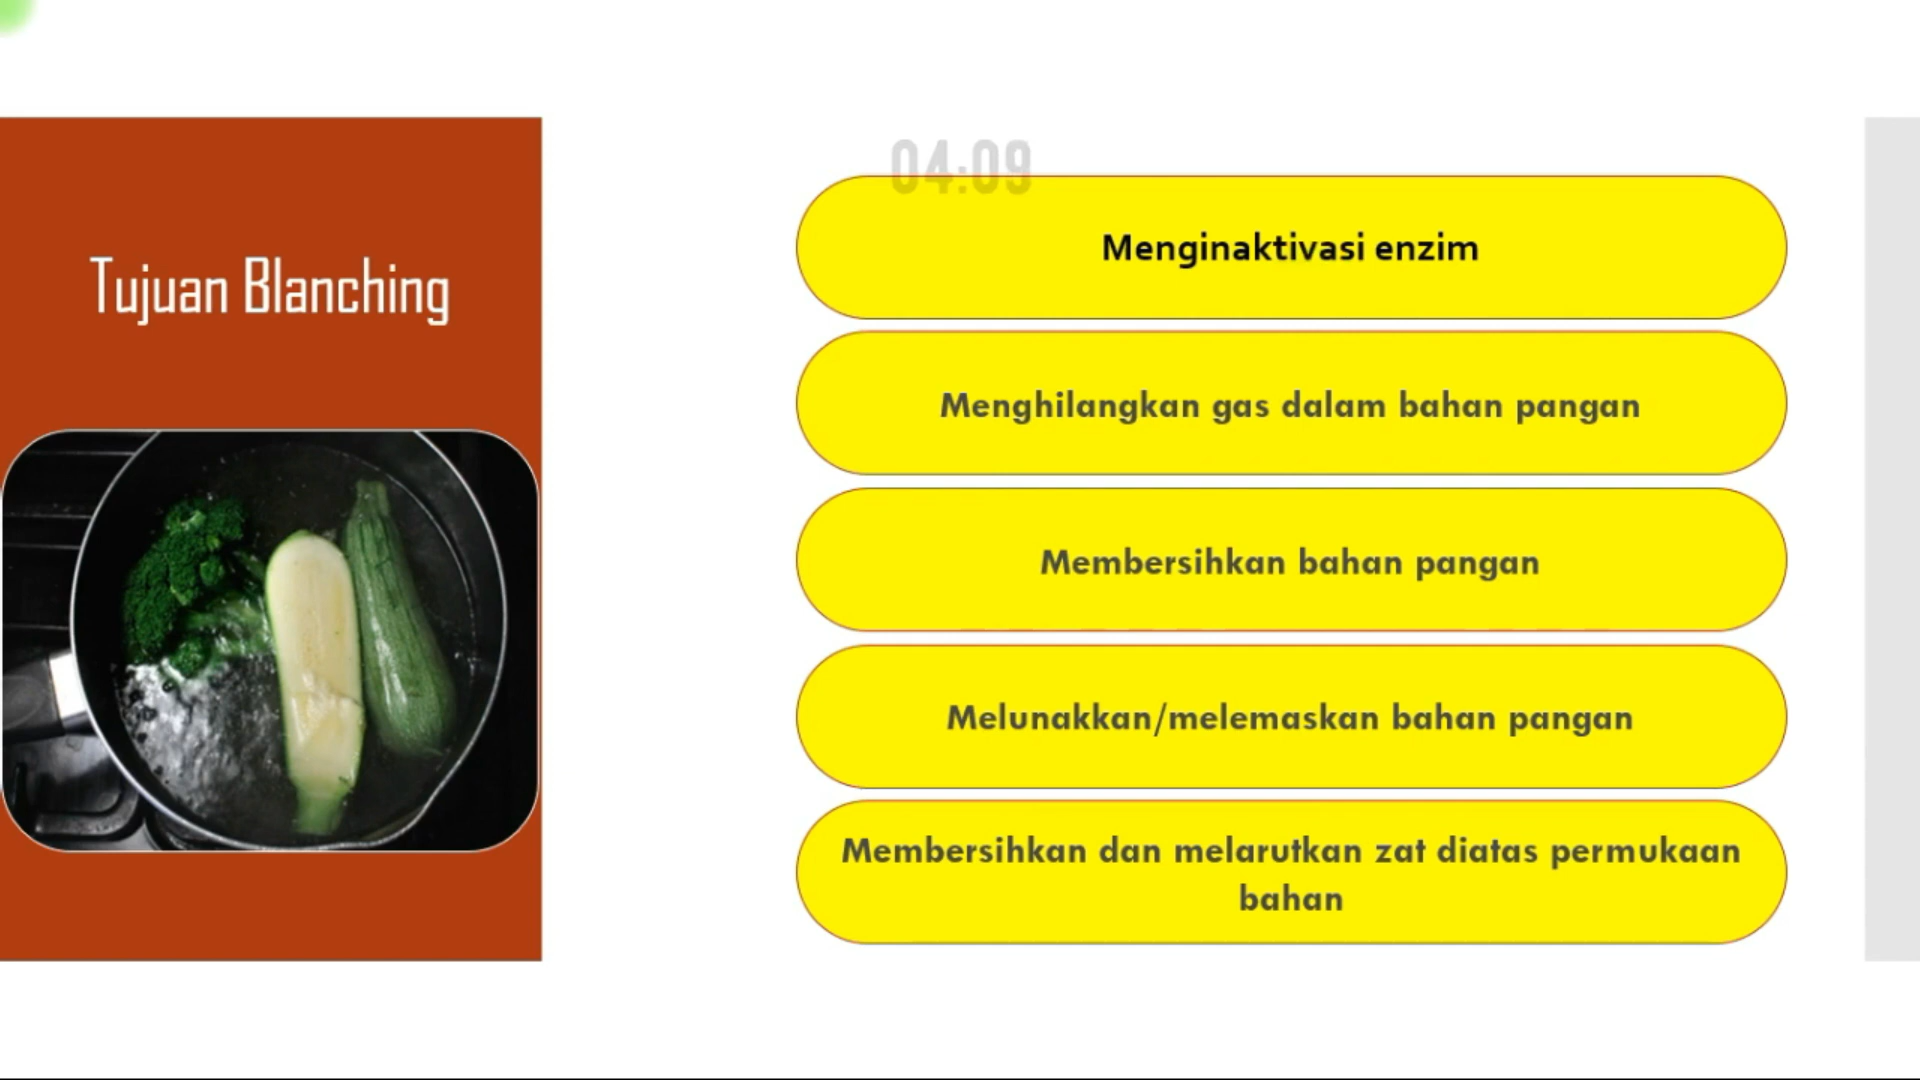 Tujuan Blanching
04:09
Menginaktivasi enzim
Menghilangkan gas dalam bahan pangan
Membersihkan bahan pangan
Melunakkan/melemaskan bahan pangan
Membersihkan dan melarutkan zat diatas permukaan
bahan